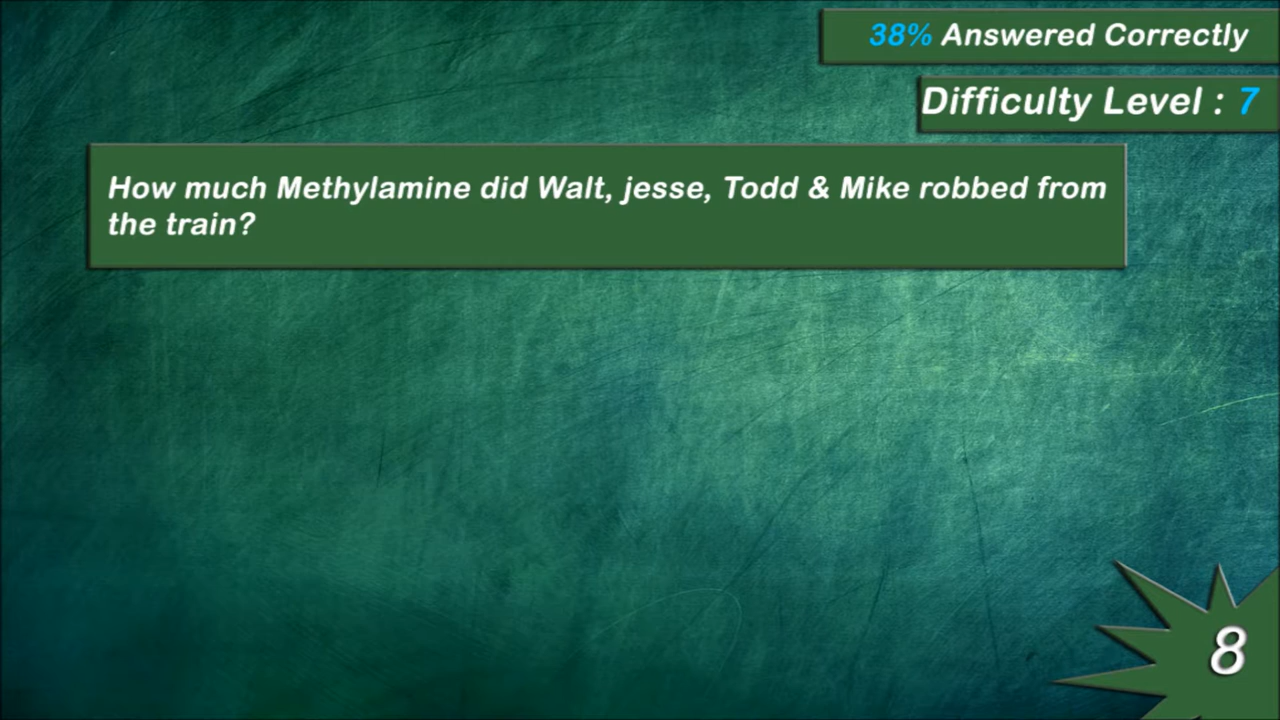 38% Answered Correctly
Difficulty Level : 7
How much Methylamine did Walt, jesse, Todd & Mike robbed from
the train?
8